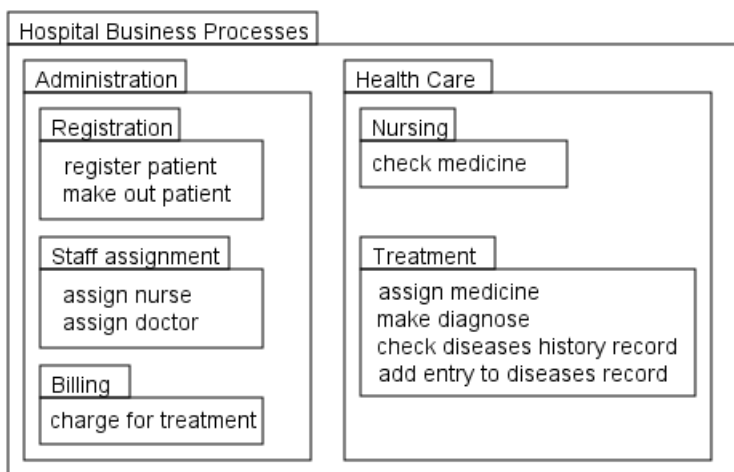 Hospital Business Processes
Administration
Registration
register patient
make out patient
Staff assignment
assign nurse
assign doctor
Billing
charge for treatment
Health Care
Nursing
check medicine
Treatment
assign medicine
make diagnose
check diseases history record
add entry to diseases record